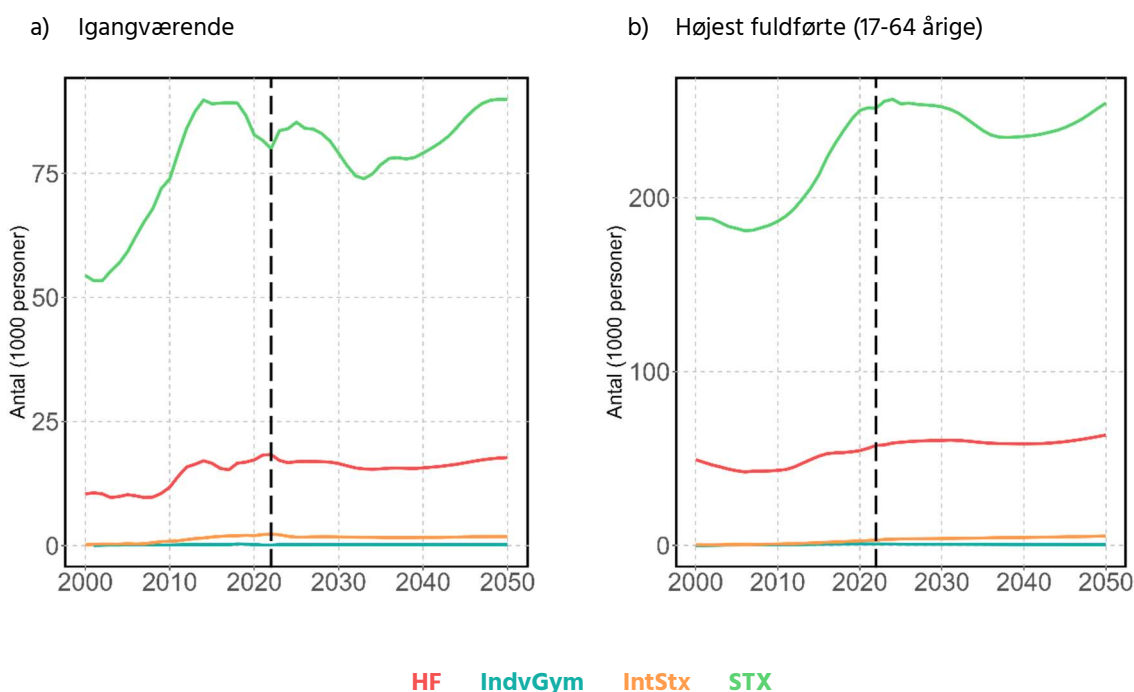 a) Igangværende
b) Højest fuldførte (17-64 årige)
Antal (1000 personer)
75
50
25
0
2000 2010 2020 2030 2040 2050
Antal (1000 personer)
200
100
0
2000 2010 2020 2030 2040 2050
HF IndvGym IntStx STX